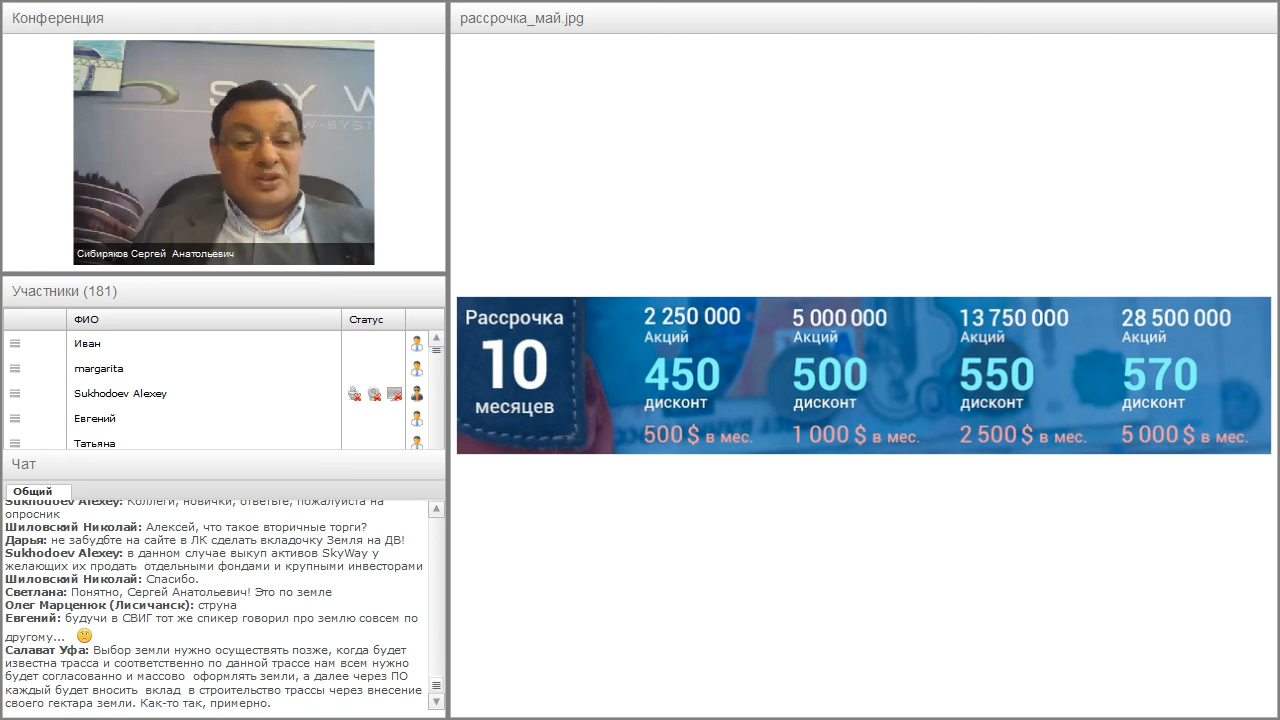 Конференция
SKY W
W-SYST
Сибиряков Сергей Анатольевич
Участники (181)
ФИО
Статус
Иван
margarita
Sukhodoev Alexey
Евгений
Татьяна
Чат
Общий
Sukhodoev Alexey: Коллеги, новички, ответьте, пожалуйста на
опросник
Шиловский Николай: Алексей, что такое вторичные торги?
Дарья: не забудбте на сайте в ЛК сделать вкладочку Земля на ДВ!
Sukhodoev Alexey: в данном случае выкуп активов SkyWay у
желающих их продать отдельными фондами и крупными инвесторами
Шиловский Николай: Спасибо.
Светлана: Понятно, Сергей Анатольевич! Это по земле
Олег Марценюк (Лисичанск): струна
Евгений: будучи в СВИГ тот же спикер говорил про землю совсем по
другому...
Салават Уфа: Выбор земли нужно осуществять позже, когда будет
известна трасса и соответственно по данной трассе нам всем нужно
будет согласованно и массово оформлять земли, а далее через ПО
каждый будет вносить вклад в строительство трассы через внесение
своего гектара земли. Как-то так, примерно.
рассрочка_май.jpg
Рассрочка
10
месяцев
2 250 000
Акций
450
дисконт
500 $ в мес.
5 000 000
Акций
500
дисконт
1 000 $ в мес.
13 750 000
Акций
550
дисконт
2 500 $ в мес.
28 500 000
Акций
570
дисконт
5 000 $ в мес.